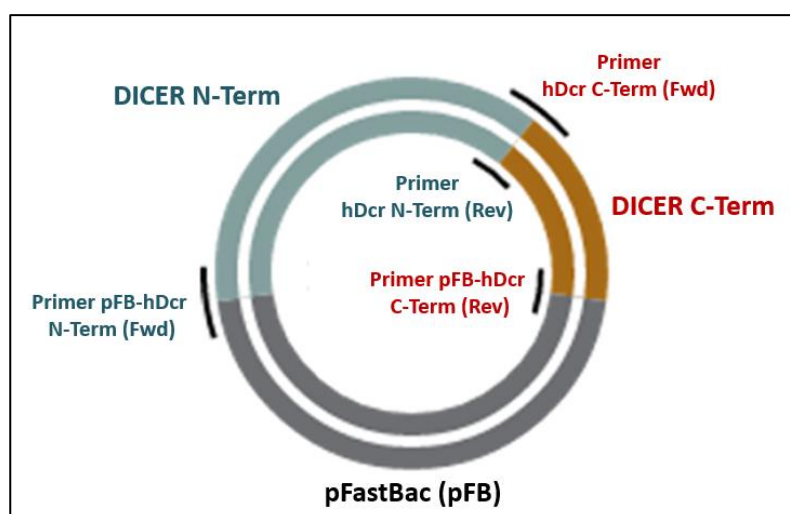 DICER N-Term
Primer
hDcr C-Term (Fwd)
Primer
hDcr N-Term (Rev)
DICER C-Term
Primer pFB-hDcr
N-Term (Fwd)
Primer pFB-hDcr
C-Term (Rev)
pFastBac (pFB)